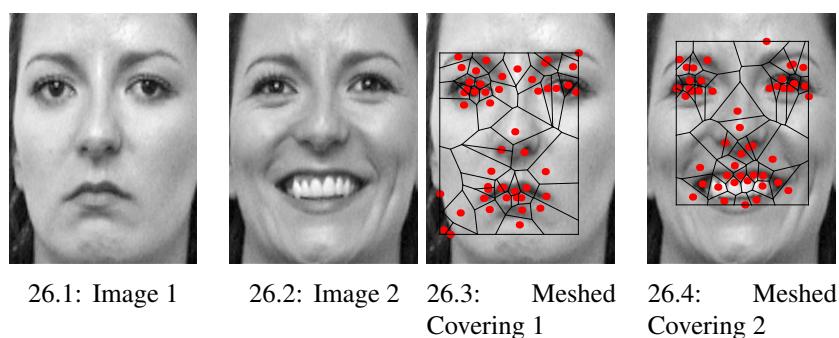 26.1: Image 1
26.2: Image 2
26.3: Meshed
Covering 1
26.4: Meshed
Covering 2